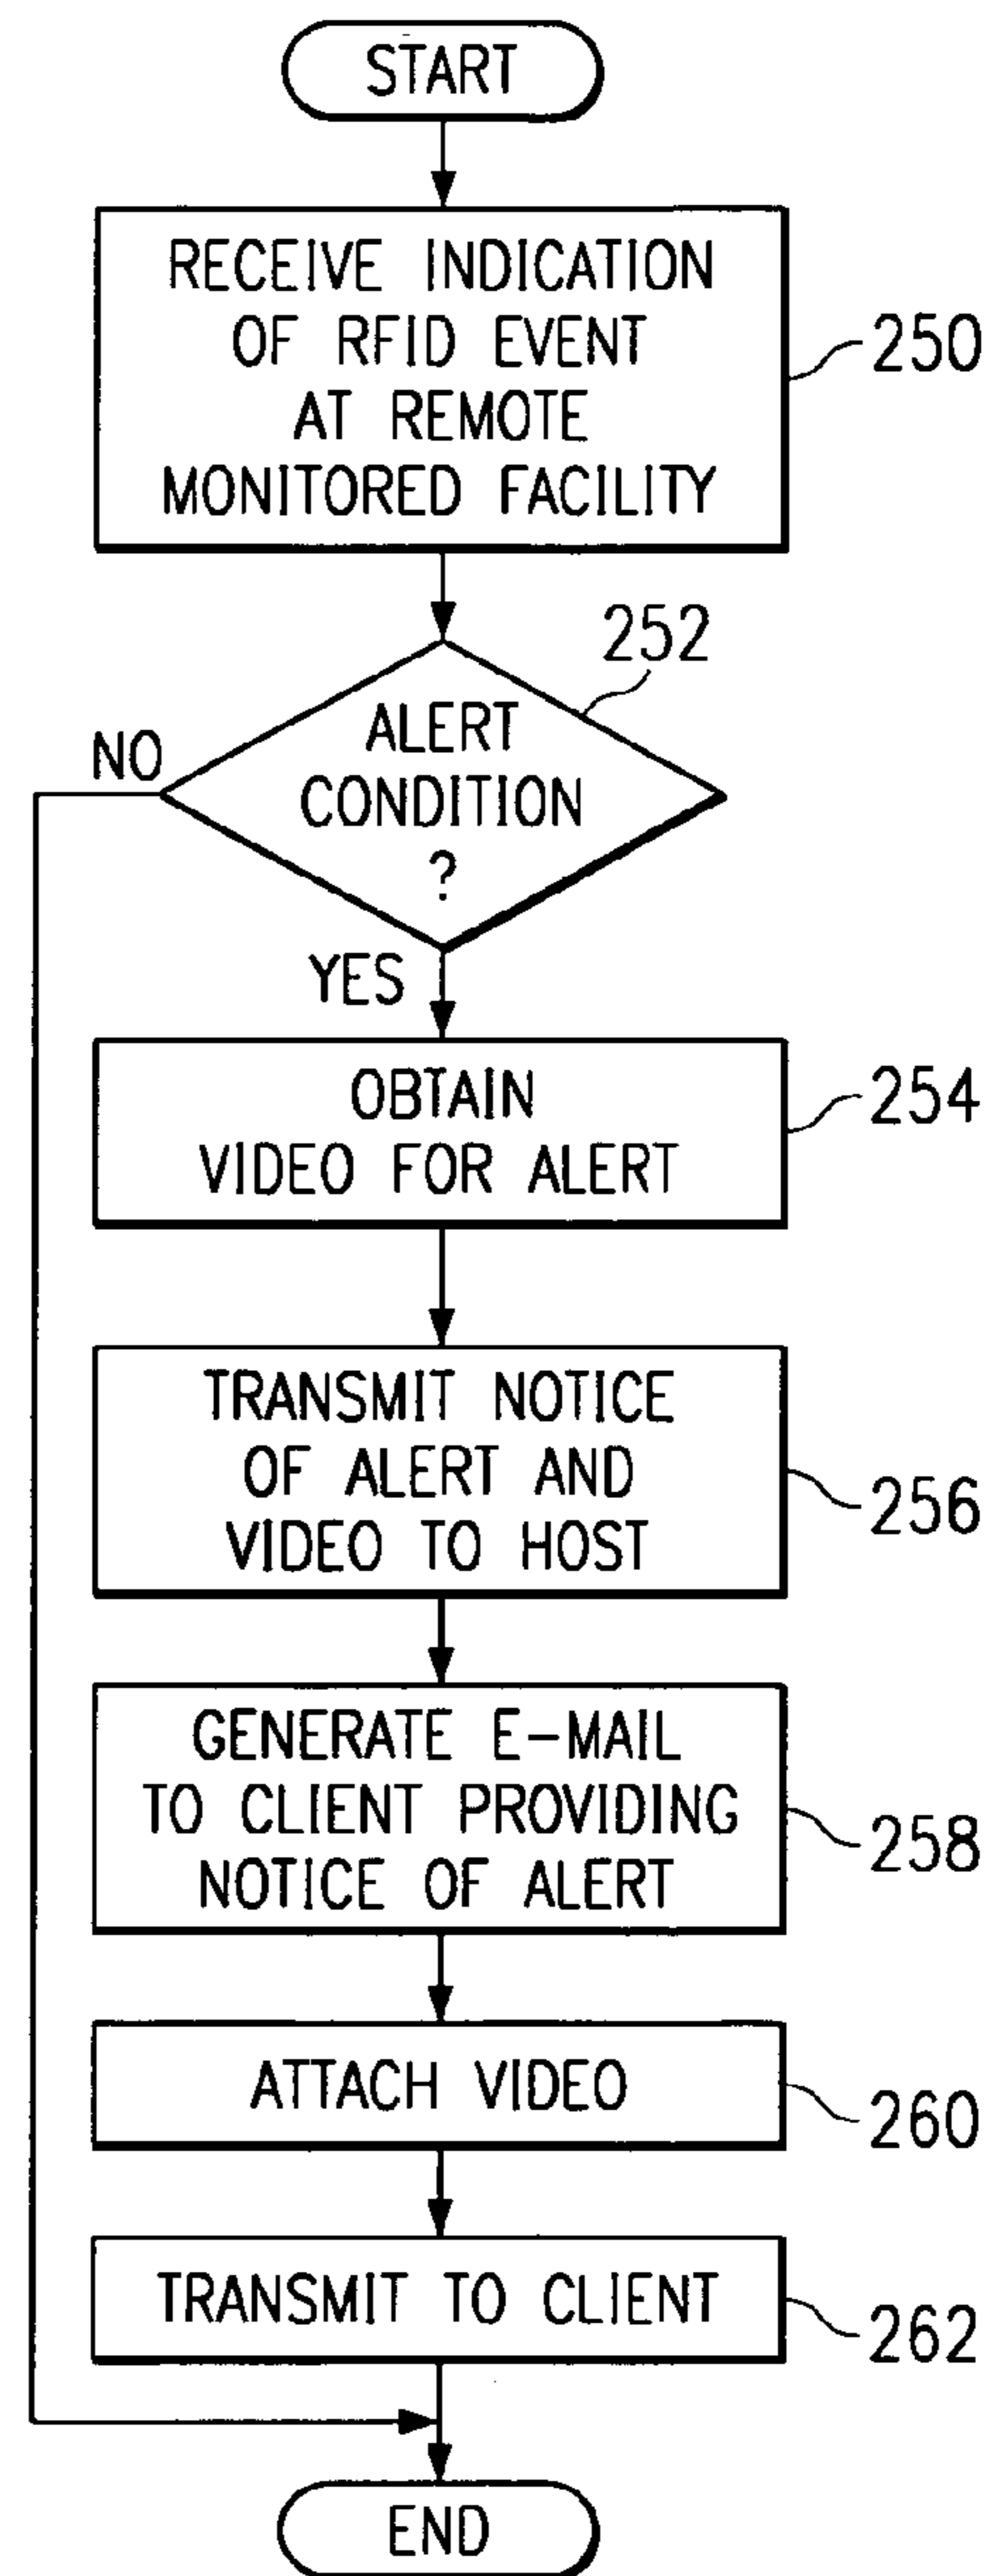 START
RECEIVE INDICATION
OF RFID EVENT
AT REMOTE
MONITORED FACILITY
250
252
ALERT
CONDITION
?
NO
YES
OBTAIN
VIDEO FOR ALERT
254
TRANSMIT NOTICE
OF ALERT AND
VIDEO TO HOST
256
GENERATE E-MAIL
TO CLIENT PROVIDING
NOTICE OF ALERT
258
ATTACH VIDEO
260
TRANSMIT TO CLIENT
262
END